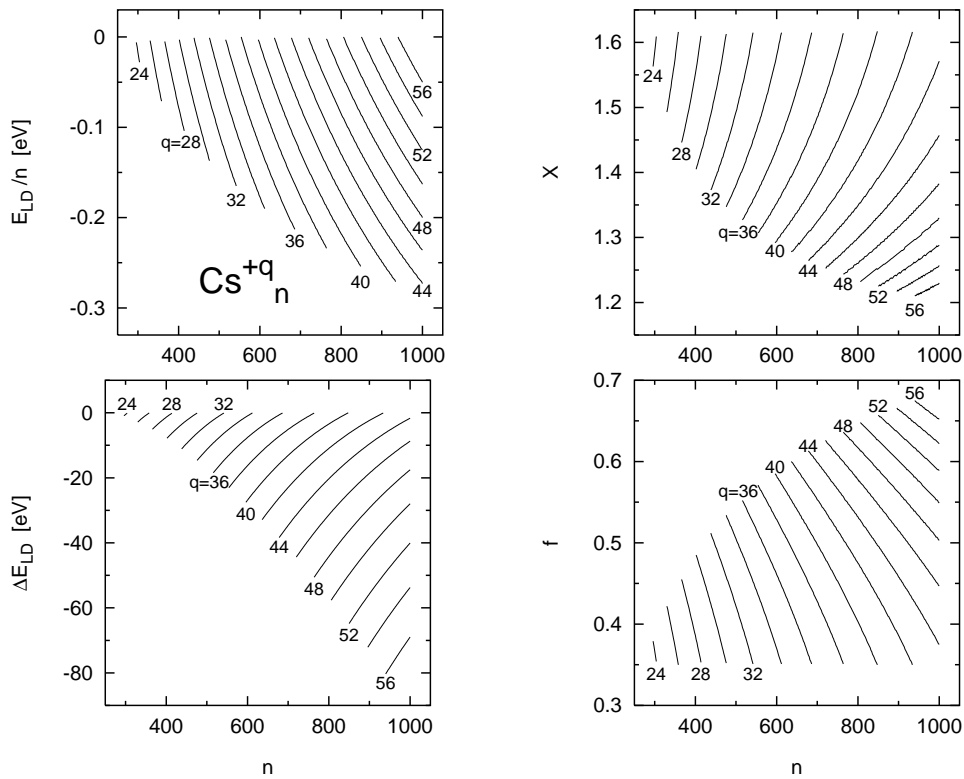 0
-0.1
-0.2
-0.3
E_LD/n [eV]
24
q=28
32
36
40
44
48
52
56
Cs^{+q}_n
400 600 800 1000
1.6
1.5
1.4
1.3
1.2
X
24
28
32
q=36
40
44
48
52
56
400 600 800 1000
0
-20
-40
-60
-80
ΔE_LD [eV]
24 28 32
q=36
40
44
48
52
56
400 600 800 1000
n
0.7
0.6
0.5
0.4
0.3
f
56
52
48
44
40
q=36
24 28 32
400 600 800 1000
n